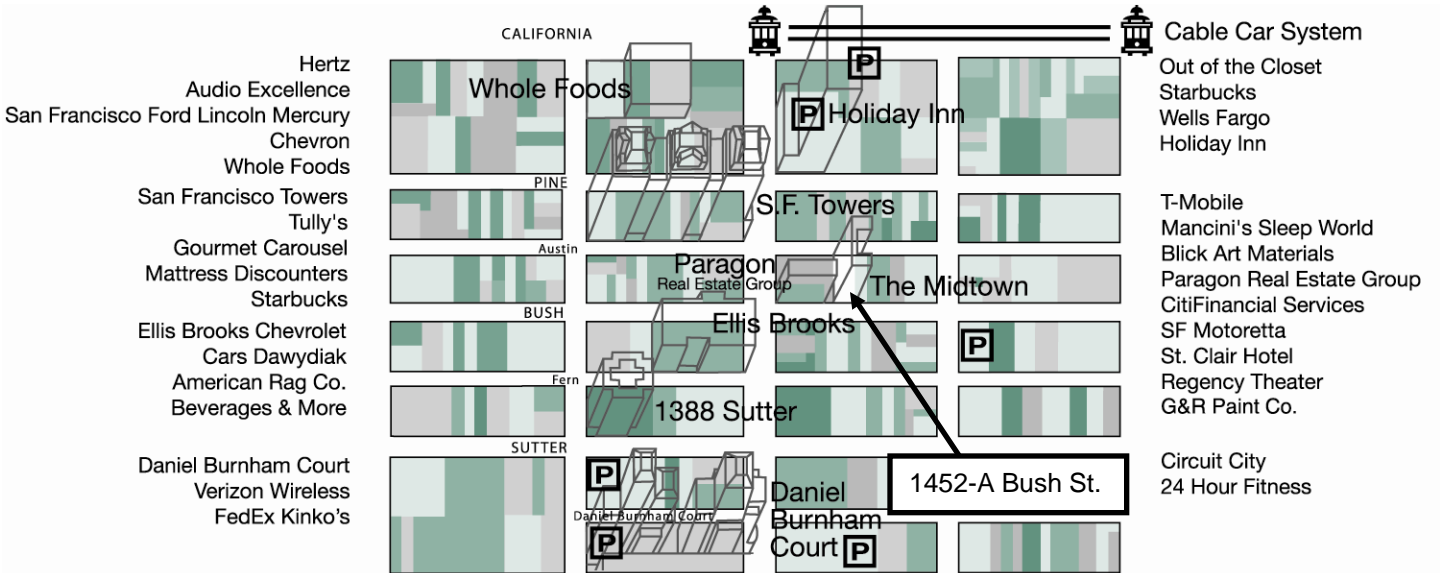 CALIFORNIA
Cable Car System
Hertz
Audio Excellence
San Francisco Ford Lincoln Mercury
Chevron
Whole Foods
San Francisco Towers
Tully's
Gourmet Carousel
Mattress Discounters
Starbucks
Ellis Brooks Chevrolet
Cars Dawydiak
American Rag Co.
Beverages & More
Daniel Burnham Court
Verizon Wireless
FedEx Kinko's
Whole Foods
P
P
Holiday Inn
PINE
S.F. Towers
Austin
Paragon
Real Estate Group
The Midtown
BUSH
Ellis Brooks
P
Fern
1388 Sutter
SUTTER
P
Daniel Burnham Court
P
Daniel
Burnham
Court
P
1452-A Bush St.
Out of the Closet
Starbucks
Wells Fargo
Holiday Inn
T-Mobile
Mancini's Sleep World
Blick Art Materials
Paragon Real Estate Group
CitiFinancial Services
SF Motoretta
St. Clair Hotel
Regency Theater
G&R Paint Co.
Circuit City
24 Hour Fitness